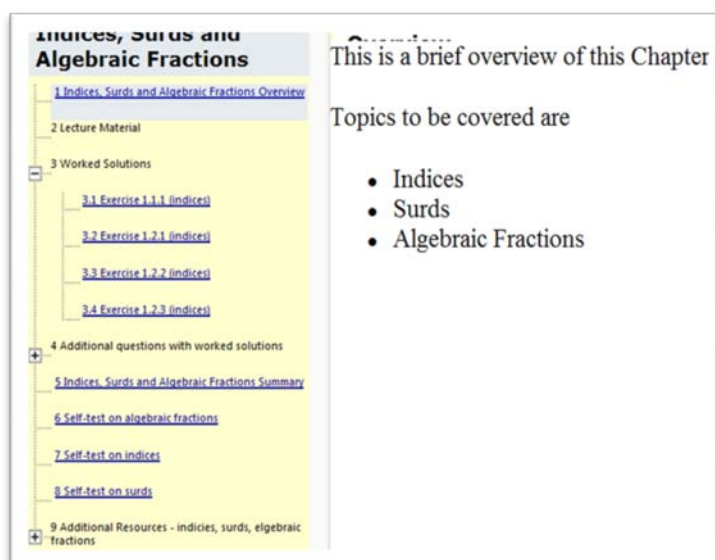 Indices, Surds and
Algebraic Fractions
1 Indices, Surds and Algebraic Fractions Overview
2 Lecture Material
3 Worked Solutions
3.1 Exercise 1.1.1 (indices)
3.2 Exercise 1.2.1 (indices)
3.3 Exercise 1.2.2 (indices)
3.4 Exercise 1.2.3 (indices)
4 Additional questions with worked solutions
5 Indices, Surds and Algebraic Fractions Summary
6 Self-test on algebraic fractions
7 Self-test on indices
8 Self-test on surds
9 Additional Resources - indicies, surds, elgebraic
fractions
Overview
This is a brief overview of this Chapter
Topics to be covered are
• Indices
• Surds
• Algebraic Fractions